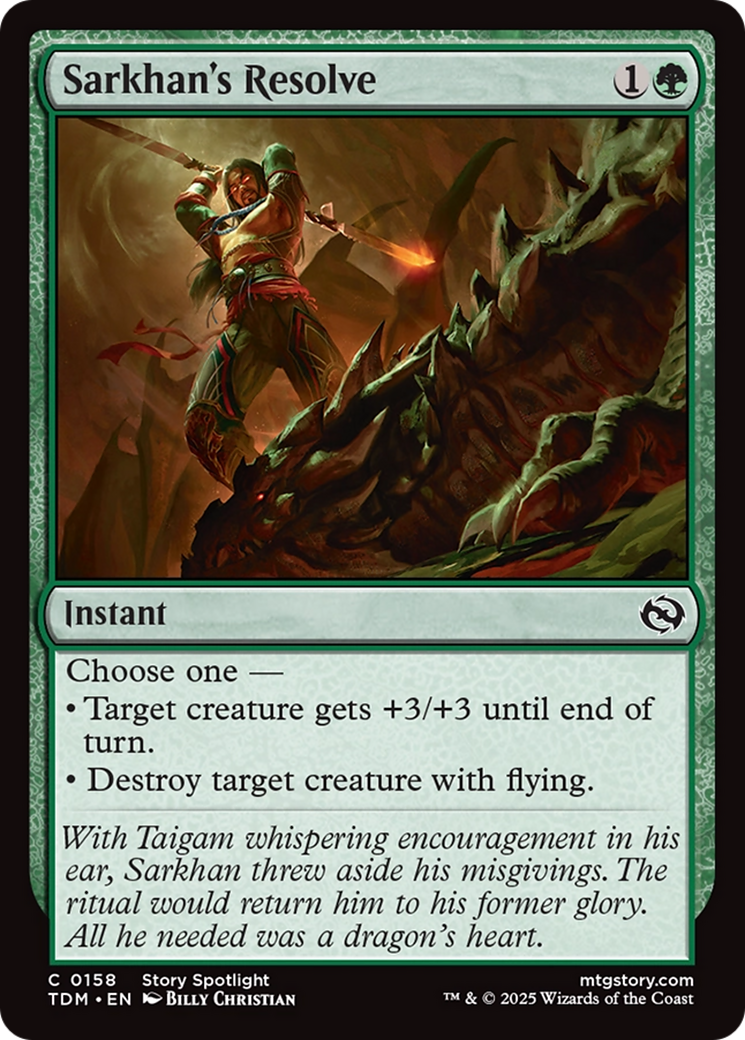 Sarkhan's Resolve 1
Instant
Choose one —
• Target creature gets +3/+3 until end of
turn.
• Destroy target creature with flying.
With Taigam whispering encouragement in his
ear, Sarkhan threw aside his misgivings. The
ritual would return him to his former glory.
All he needed was a dragon's heart.
C 0158 Story Spotlight mtgstory.com
TDM • EN Billy Christian ™ & © 2025 Wizards of the Coast